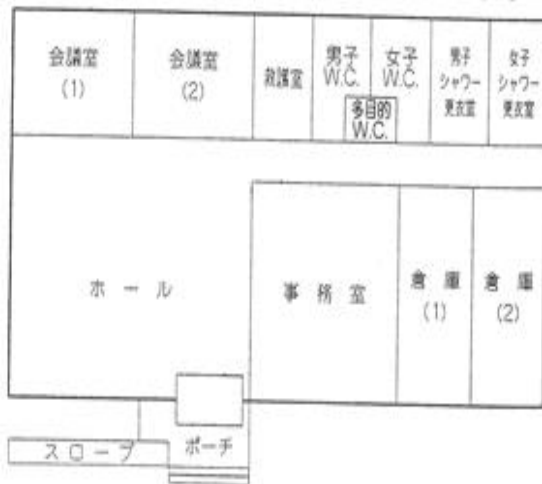 会議室
(1)
会議室
(2)
救護室
男子
W.C.
女子
W.C.
多目的
W.C.
男子
シャワー
更衣室
女子
シャワー
更衣室
ホール
事務室
倉庫
(1)
倉庫
(2)
スロープ
ポーチ